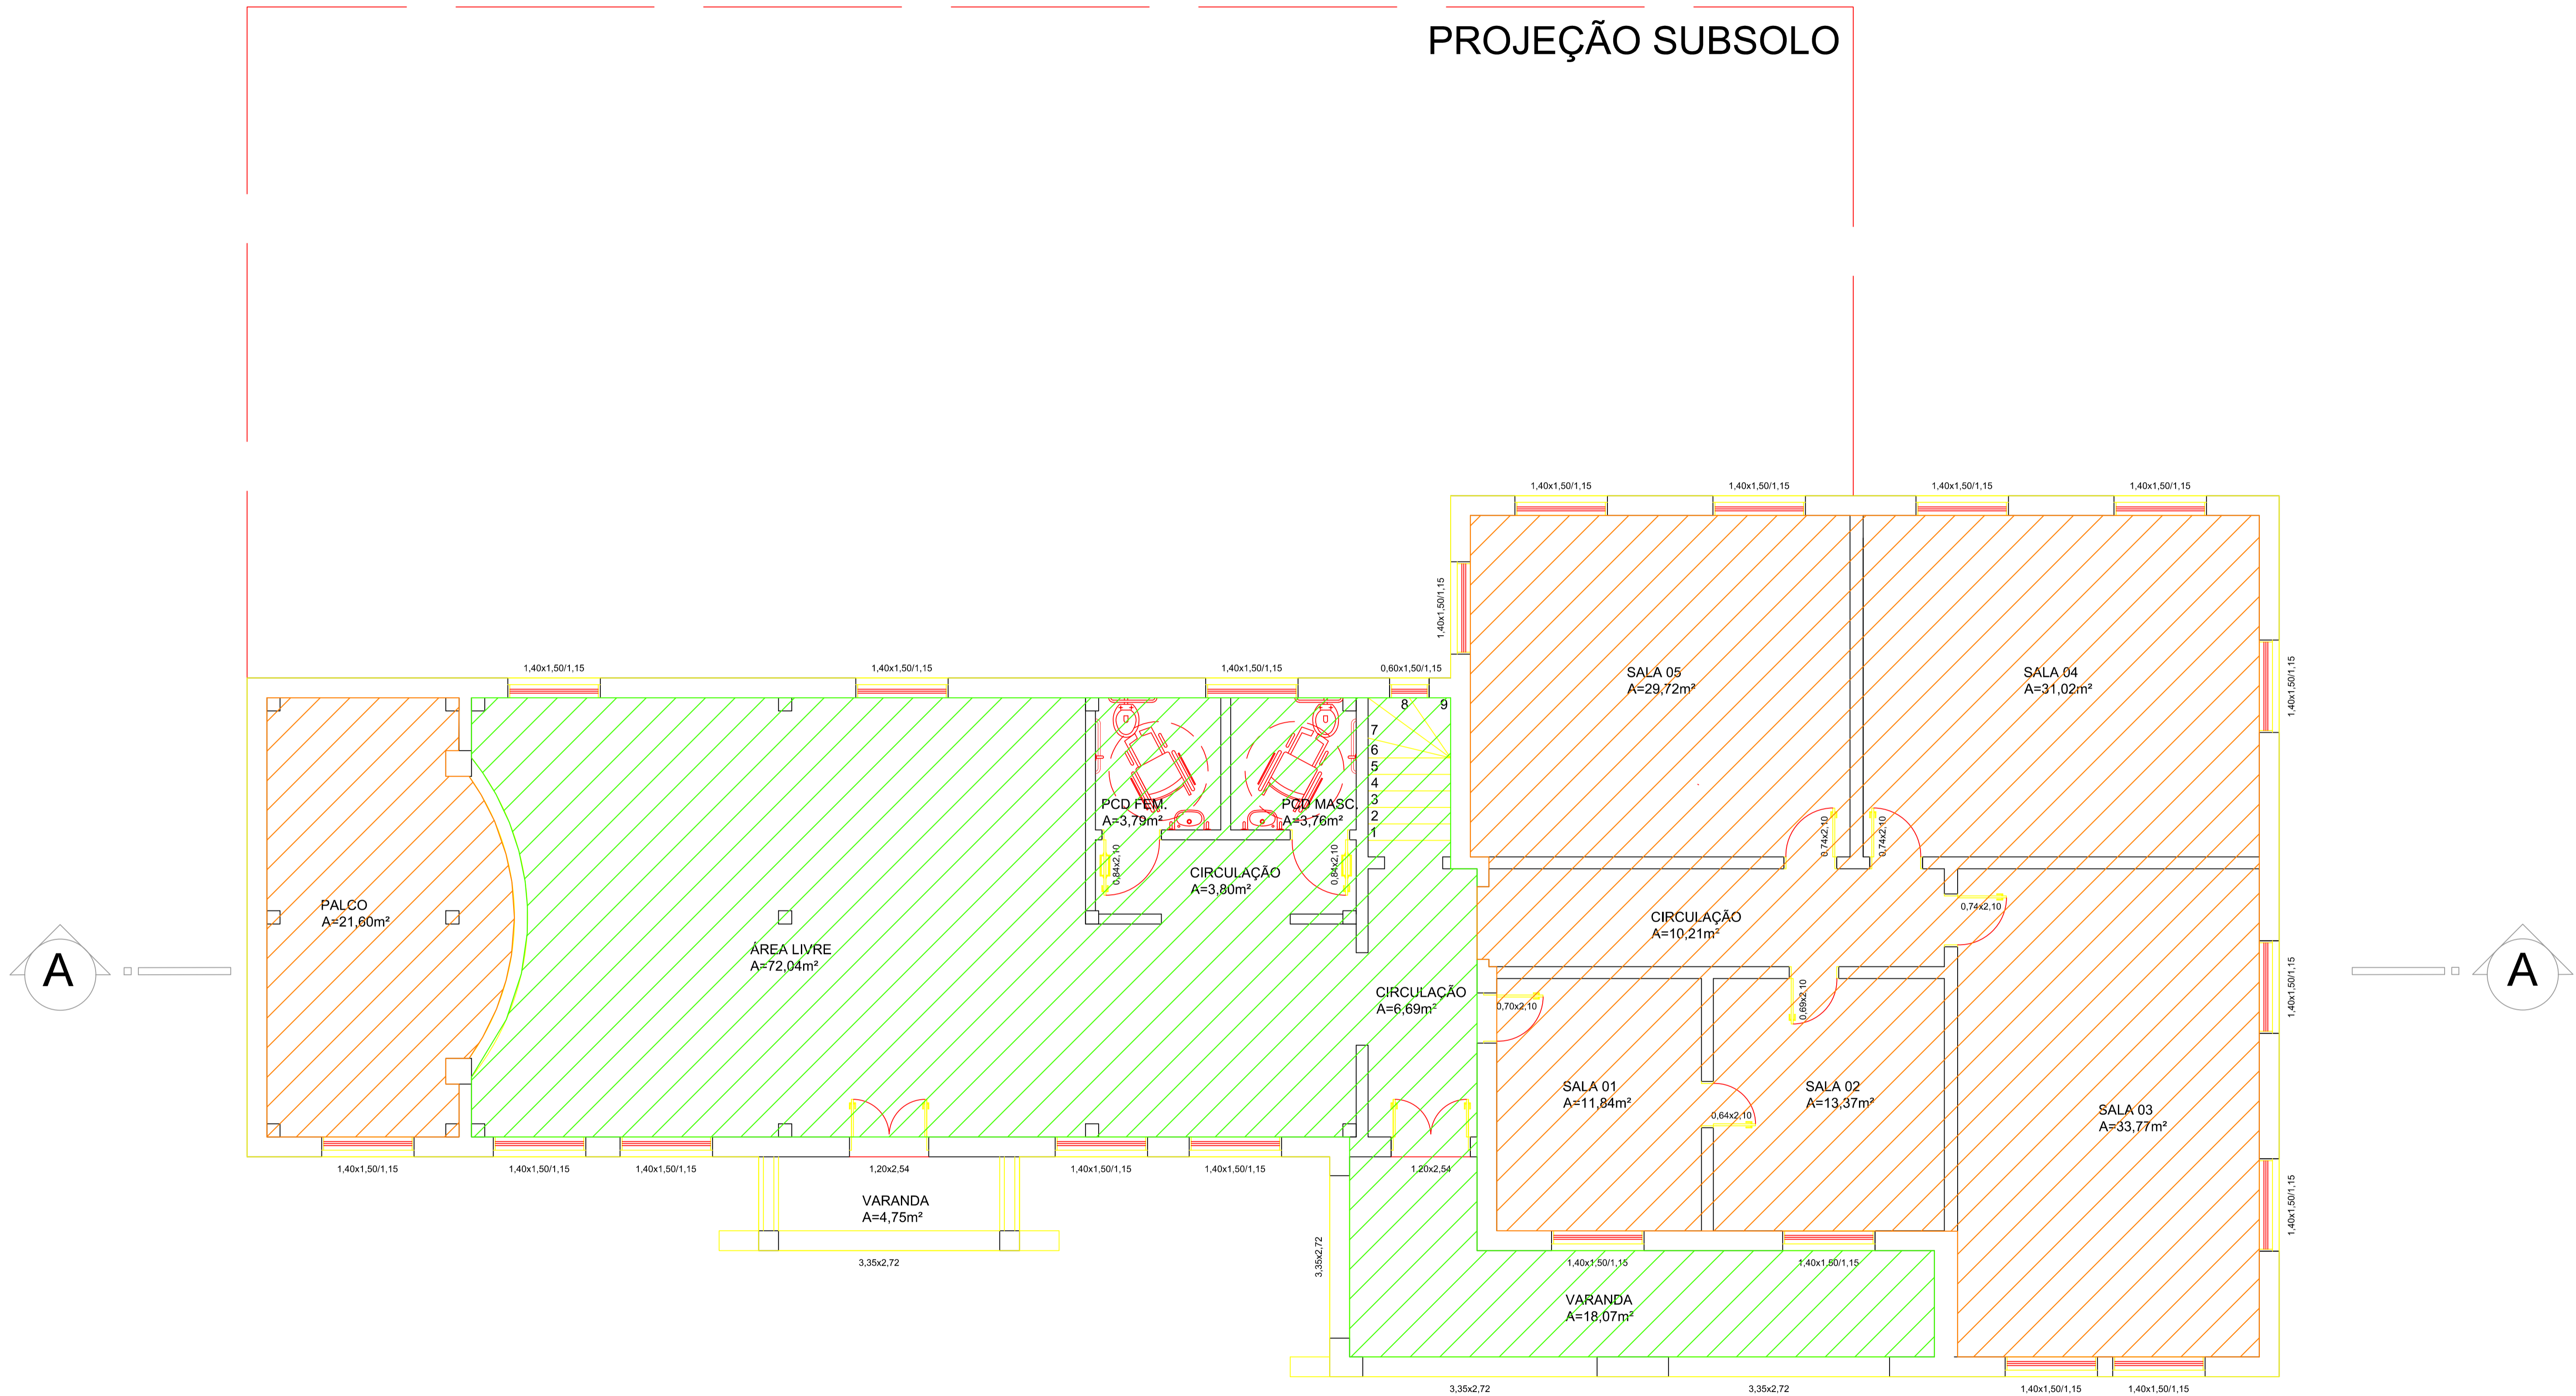 PROJEÇÃO SUBSOLO
1,40x1,50/1,15
1,40x1,50/1,15
1,40x1,50/1,15
1,40x1,50/1,15
1,40x1,50/1,15
1,40x1,50/1,15
1,40x1,50/1,15
1,40x1,50/1,15
0,60x1,50/1,15
SALA 05
A=29,72m²
SALA 04
A=31,02m²
1,40x1,50/1,15
8
9
7
6
5
4
3
2
1
PCD FEM.
A=3,79m²
PCD MASC.
A=3,76m²
0,84x2,10
0,84x2,10
0,74x2,10
0,74x2,10
CIRCULAÇÃO
A=3,80m²
PALCO
A=21,60m²
0,74x2,10
CIRCULAÇÃO
A=10,21m²
ÁREA LIVRE
A=72,04m²
A
A
CIRCULAÇÃO
A=6,69m²
0,70x2,10
0,69x2,10
1,40x1,50/1,15
SALA 01
A=11,84m²
SALA 02
A=13,37m²
0,64x2,10
SALA 03
A=33,77m²
1,40x1,50/1,15
1,40x1,50/1,15
1,40x1,50/1,15
1,20x2,54
1,40x1,50/1,15
1,40x1,50/1,15
1,20x2,54
1,40x1,50/1,15
VARANDA
A=4,75m²
3,35x2,72
3,35x2,72
1,40x1,50/1,15
1,40x1,50/1,15
VARANDA
A=18,07m²
3,35x2,72
3,35x2,72
1,40x1,50/1,15
1,40x1,50/1,15